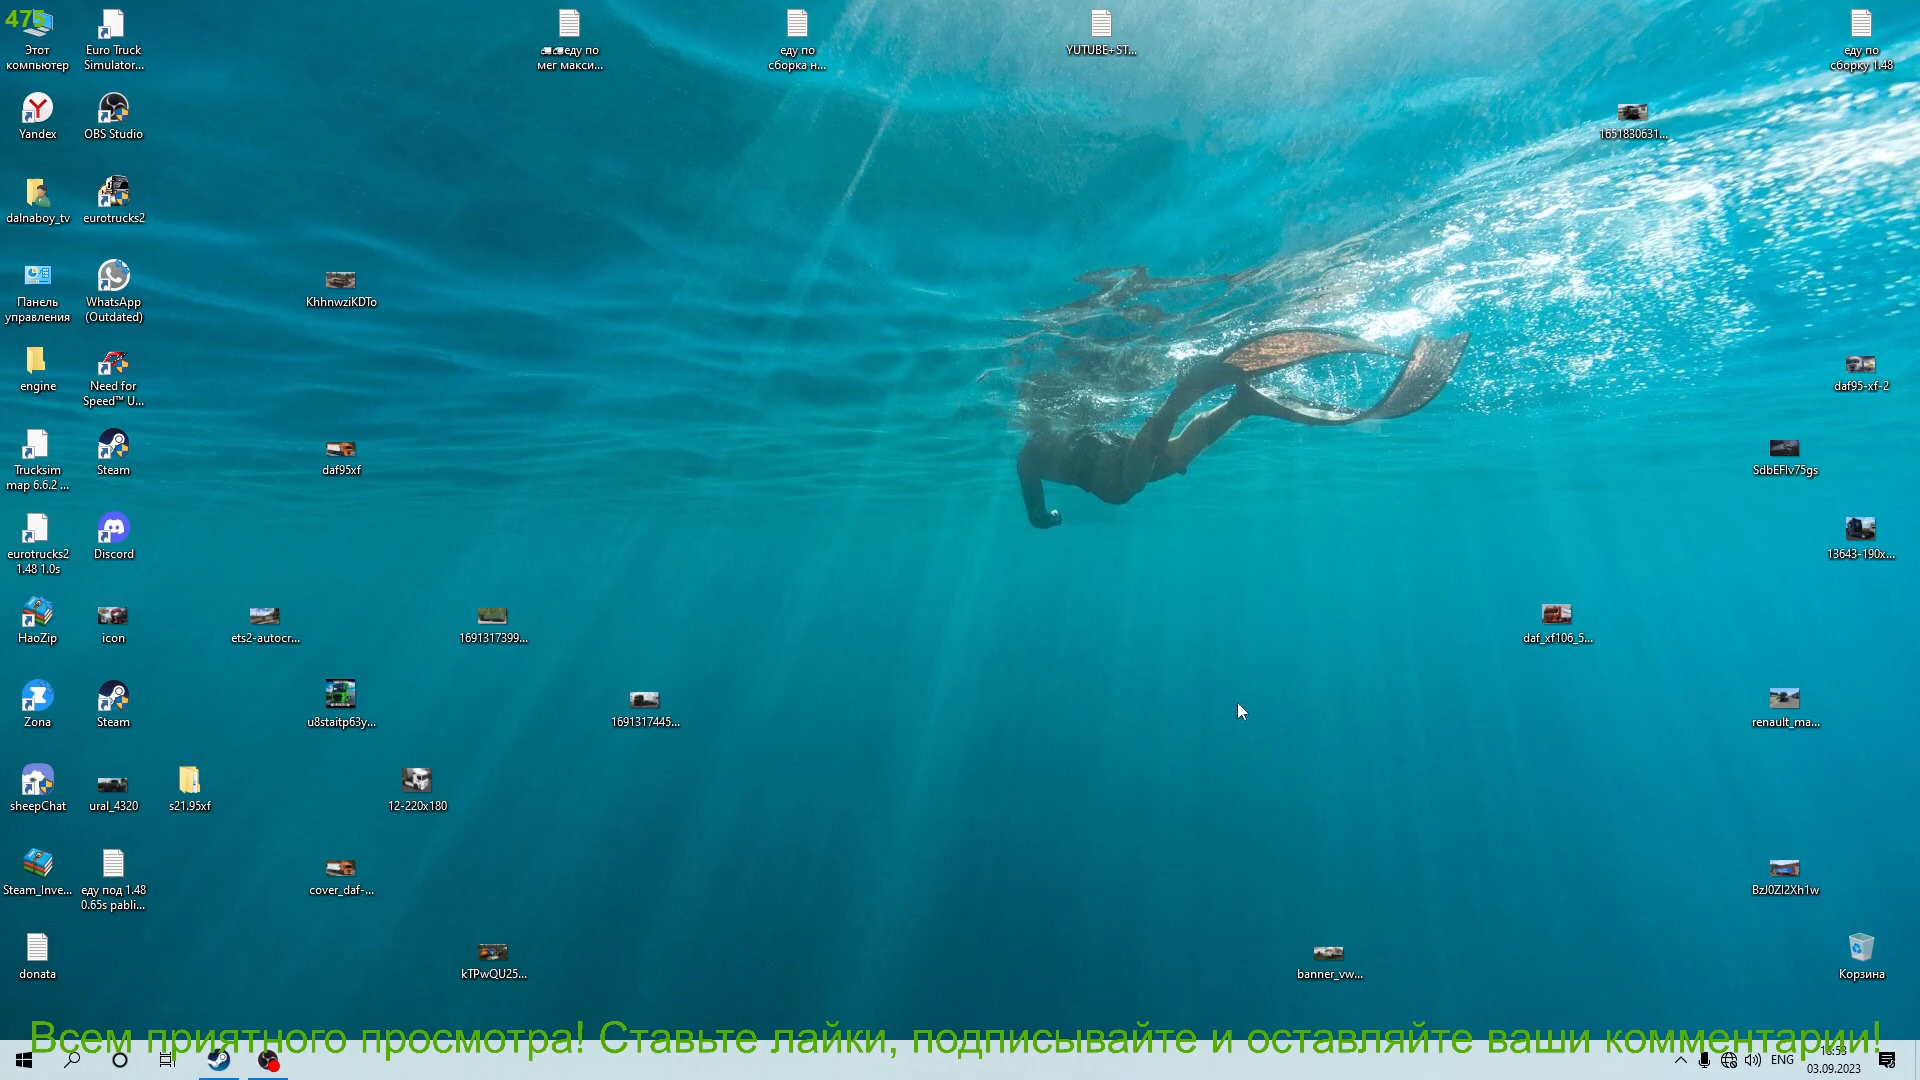 475
Этот
компьютер
Euro Truck
Simulator...
еду по
мег макси...
еду по
сборка н...
YUTUBE+ST...
еду по
сборку 1.48
Yandex
OBS Studio
1651830631...
dalnaboy_tv
eurotrucks2
Панель
управления
WhatsApp
(Outdated)
KhhnwziKDTo
engine
Need for
Speed™ U...
daf95-xf-2
Trucksim
map 6.6.2 ...
Steam
daf95xf
SdbEFlv75gs
eurotrucks2
1.48 1.0s
Discord
13643-190x...
HaoZip
icon
ets2-autocr...
1691317399...
daf_xf106_5...
Zona
Steam
u8staitp63y...
1691317445...
renault_ma...
sheepChat
ural_4320
s21.95xf
12-220x180
Steam_Inve...
еду под 1.48
0.65s pabli...
cover_daf-...
BzJ0Zl2Xh1w
donata
kTPwQU25...
banner_vw...
Корзина
Всем приятного просмотра! Ставьте лайки, подписывайте и оставляйте ваши комментарии!
ENG
03.09.2023